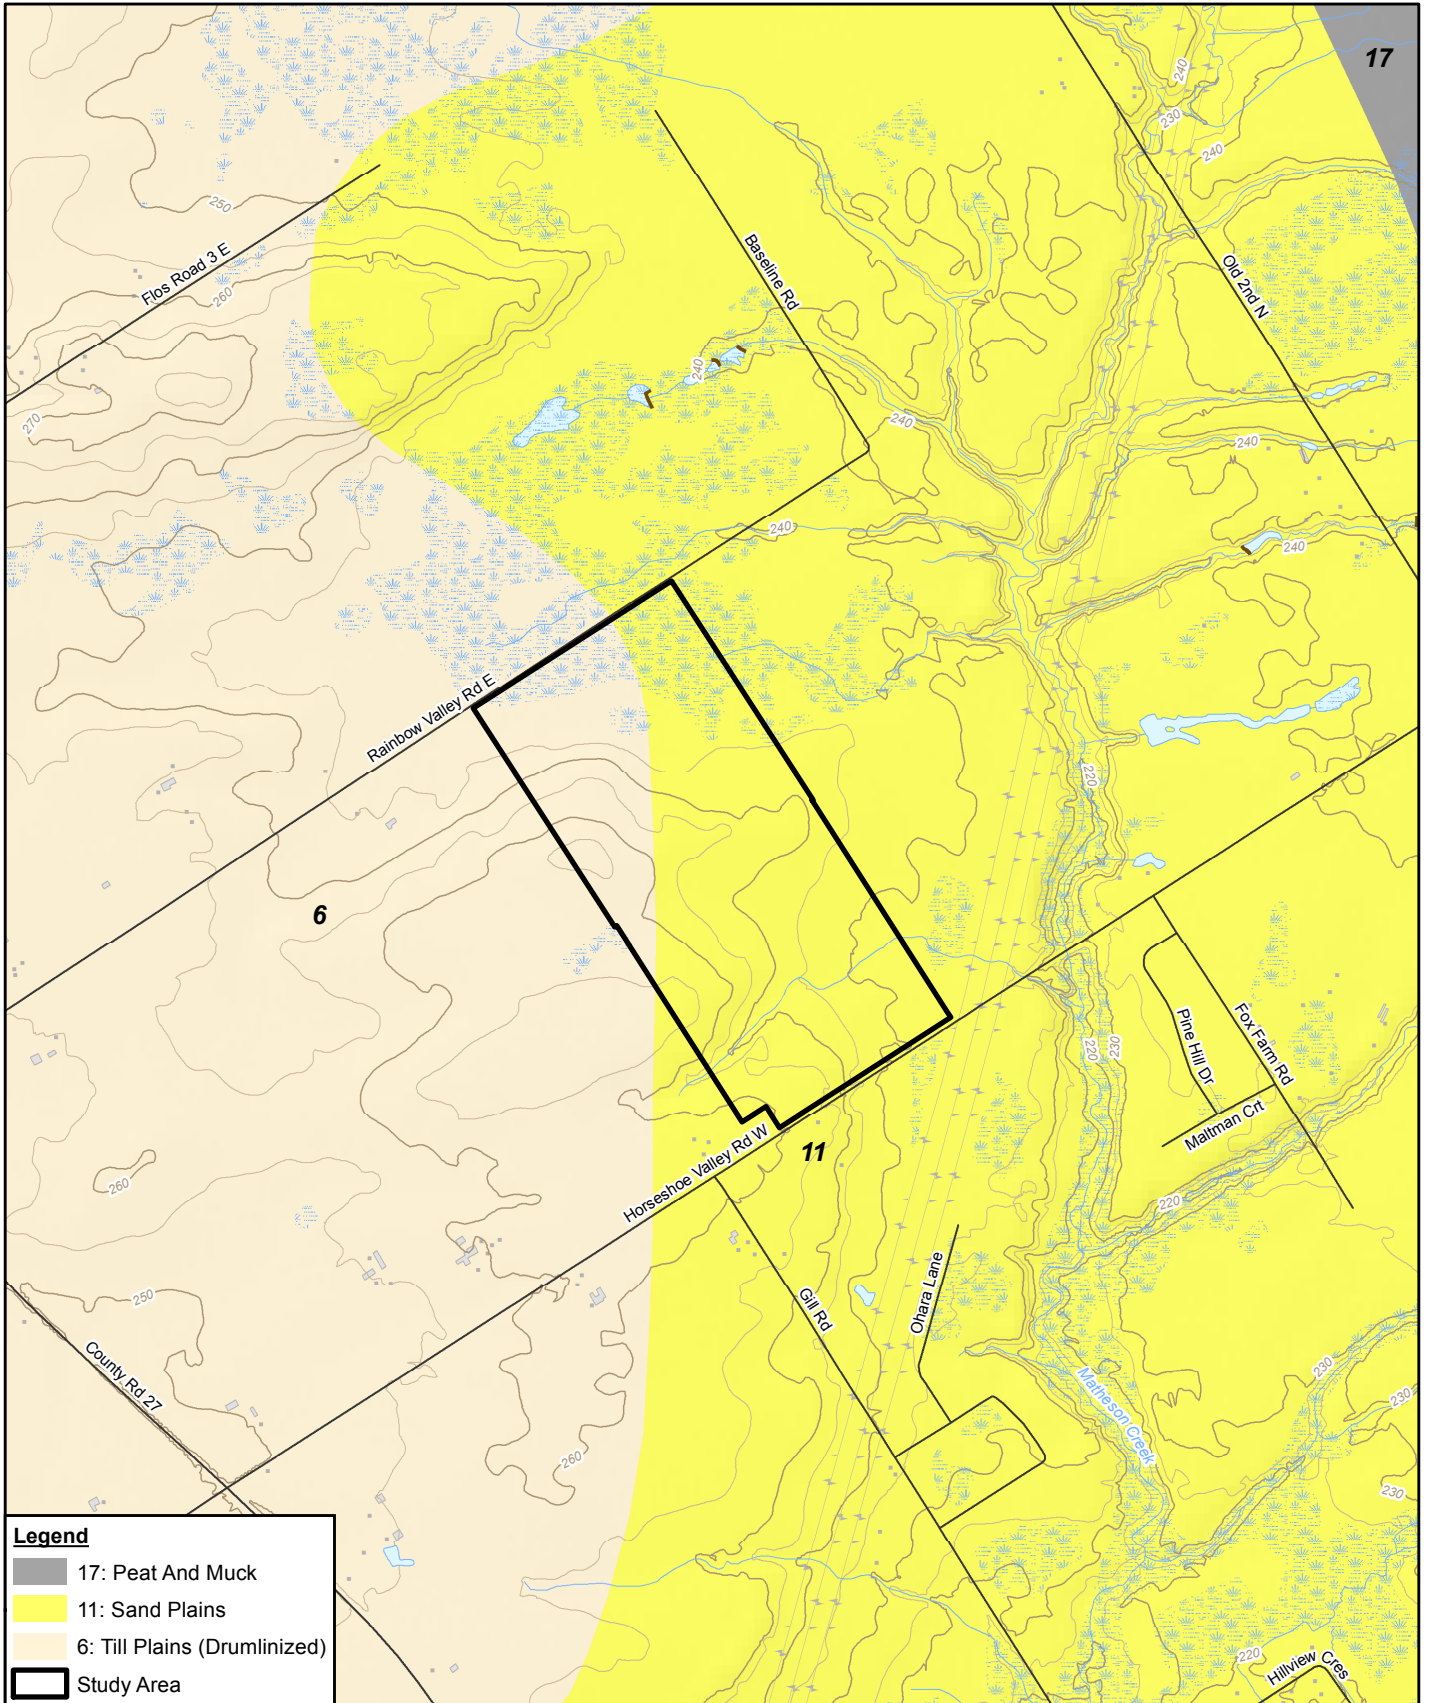 17
240
230
240
250
Flos Road 3 E
260
Baseline Rd
Old 2nd N
240
270
240
240
240
240
Rainbow Valley Rd E
220
6
Pine Hill Dr
Fox Farm Rd
220
230
Maltman Crt
11
Horseshoe Valley Rd W
260
220
Ohara Lane
250
Gill Rd
County Rd 27
230
230
Matheson Creek
260
230
220
Hillview Cres
Legend
17: Peat And Muck
11: Sand Plains
6: Till Plains (Drumlinized)
Study Area